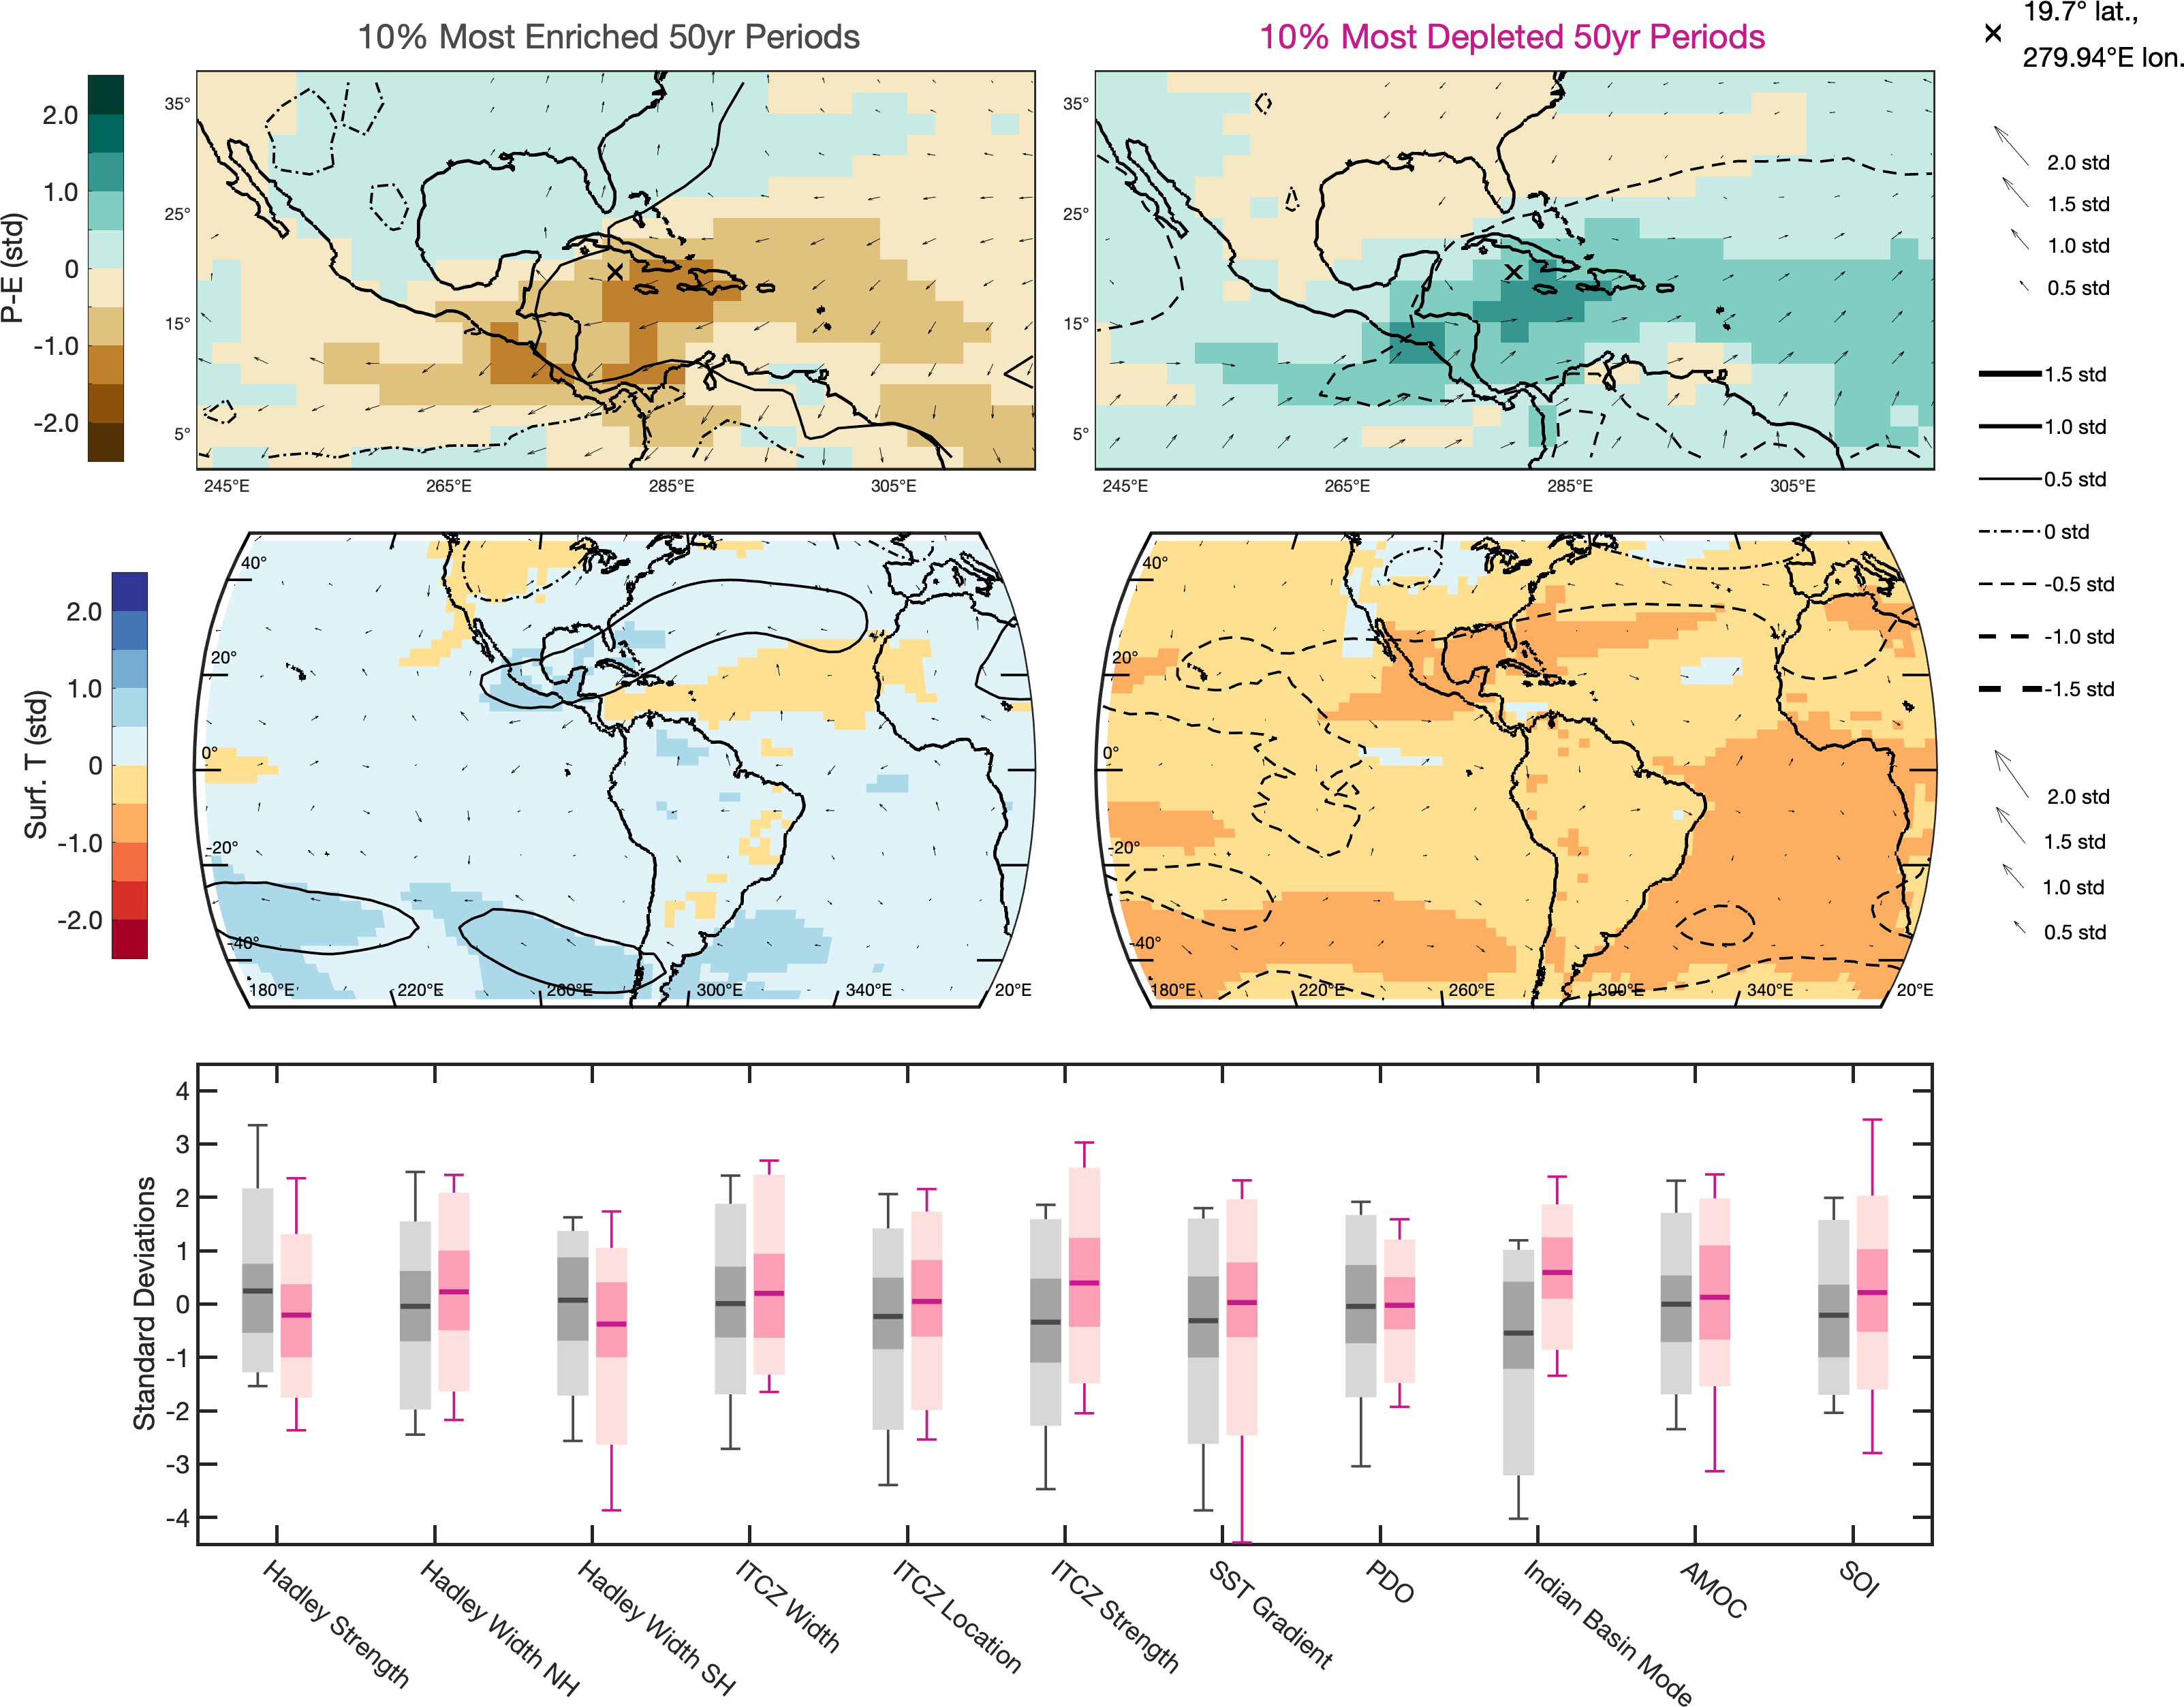 10% Most Enriched 50yr Periods
10% Most Depleted 50yr Periods
19.7° lat.,
279.94°E lon.
P-E (std)
2.0
1.0
0
-1.0
-2.0
35°
25°
15°
5°
245°E 265°E 285°E 305°E
35°
25°
15°
5°
245°E 265°E 285°E 305°E
2.0 std
1.5 std
1.0 std
0.5 std
1.5 std
1.0 std
0.5 std
0 std
-0.5 std
-1.0 std
-1.5 std
2.0 std
1.5 std
1.0 std
0.5 std
Surf. T (std)
2.0
1.0
0
-1.0
-2.0
40°
20°
0°
-20°
-40°
180°E 220°E 260°E 300°E 340°E 20°E
40°
20°
0°
-20°
-40°
180°E 220°E 260°E 300°E 340°E 20°E
Standard Deviations
4
3
2
1
0
-1
-2
-3
-4
Hadley Strength
Hadley Width NH
Hadley Width SH
ITCZ Width
ITCZ Location
ITCZ Strength
SST Gradient
PDO
Indian Basin Mode
AMOC
SOI